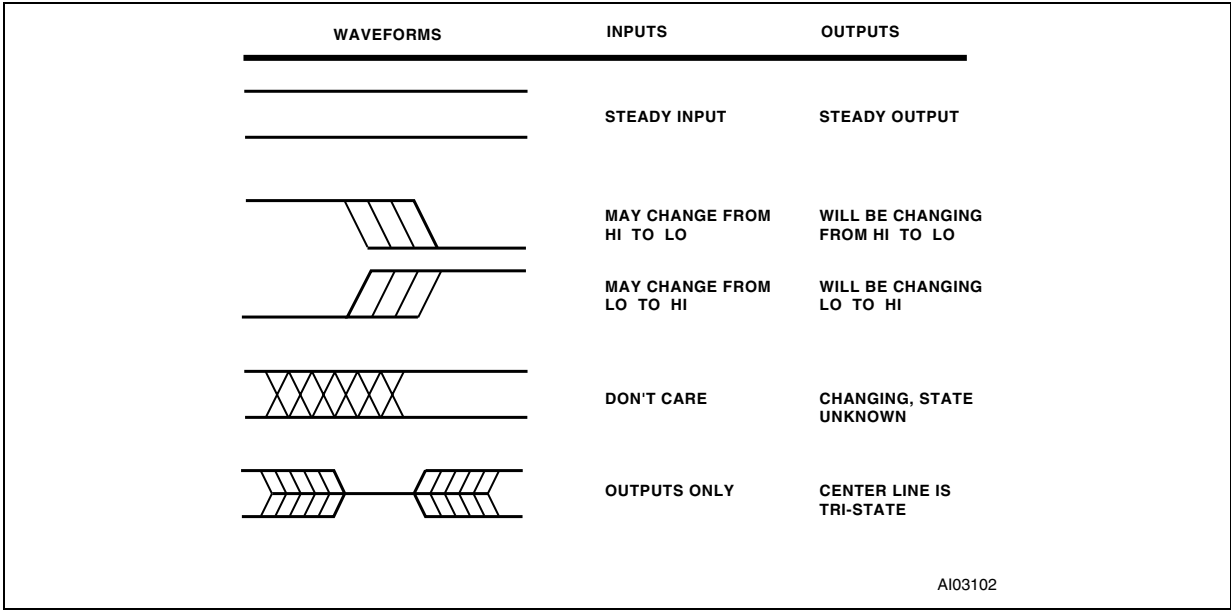 WAVEFORMS INPUTS OUTPUTS
STEADY INPUT STEADY OUTPUT
MAY CHANGE FROM WILL BE CHANGING
HI TO LO FROM HI TO LO
MAY CHANGE FROM WILL BE CHANGING
LO TO HI LO TO HI
DON'T CARE CHANGING, STATE
UNKNOWN
OUTPUTS ONLY CENTER LINE IS
TRI-STATE
AI03102